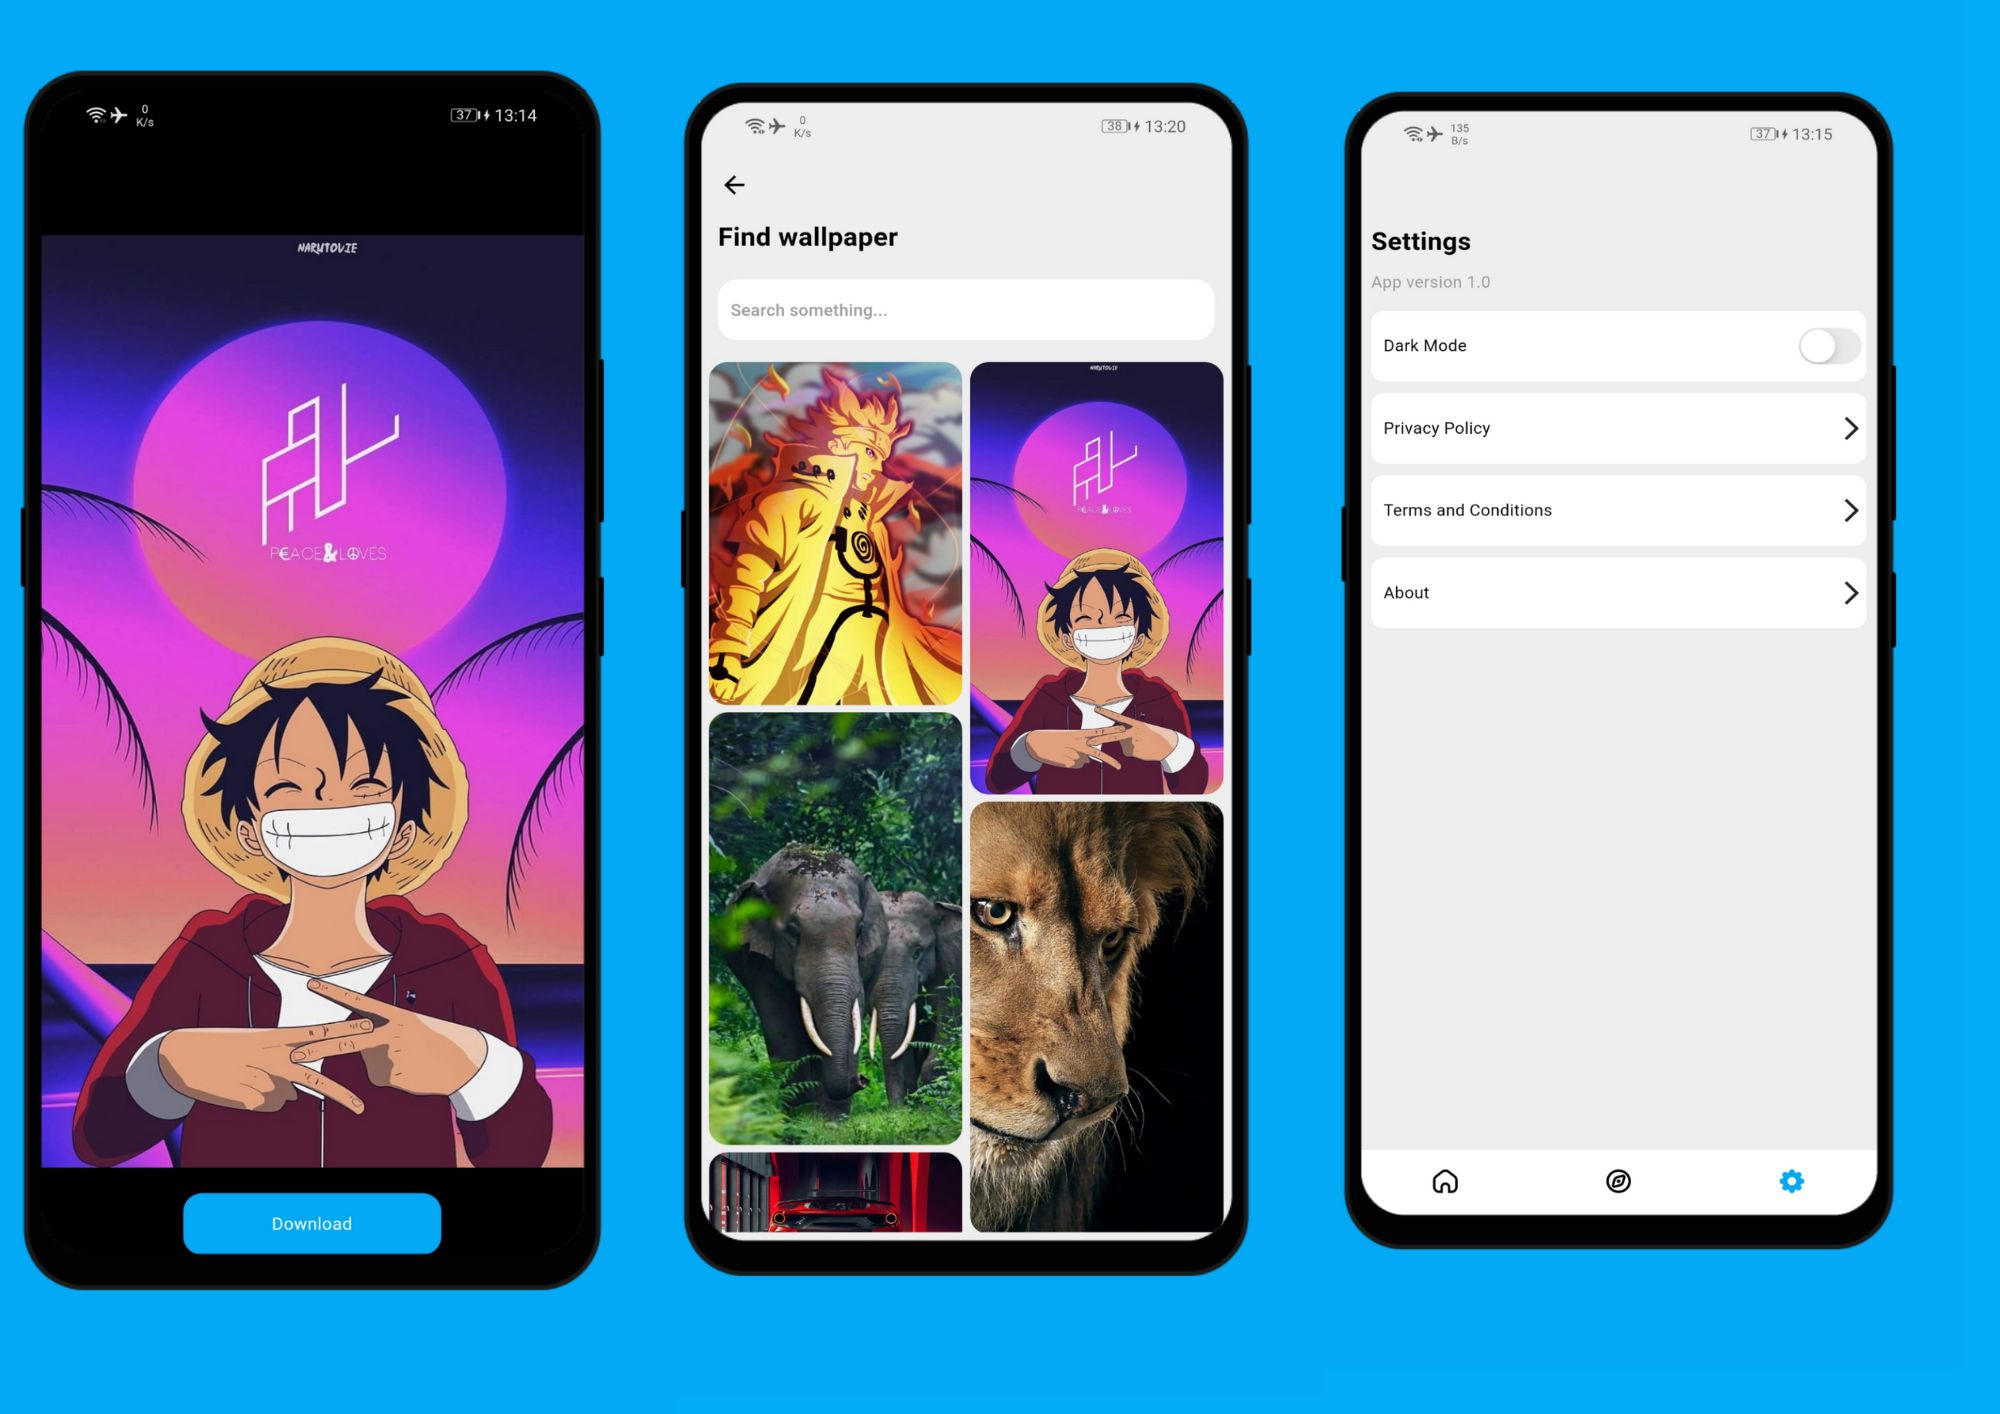 0
K/s
37 13:14
NARUTOVIE
PEACE&LOVES
Download
0
K/s
38 13:20
Find wallpaper
Search something...
NARUTOVIE
PEACE&LOVES
135
B/s
37 13:15
Settings
App version 1.0
Dark Mode
Privacy Policy
Terms and Conditions
About